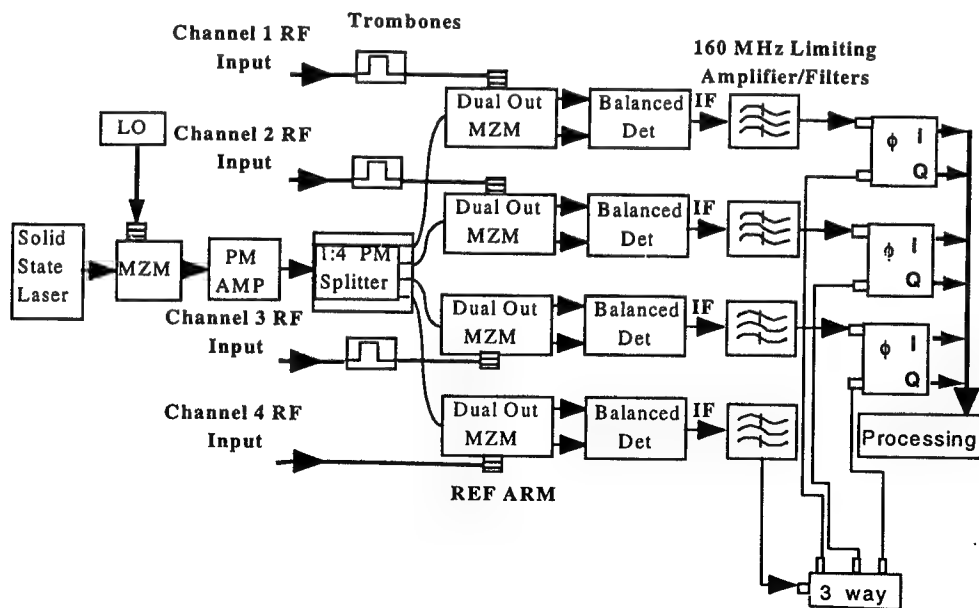 Trombones
Channel 1 RF
Input
160 MHz Limiting
Amplifier/Filters
Dual Out
MZM
Balanced
Det
IF
LO
Channel 2 RF
Input
ϕ I
Q
Dual Out
MZM
Balanced
Det
IF
Solid
State
Laser
MZM
PM
AMP
1:4 PM
Splitter
ϕ I
Q
Channel 3 RF
Input
Dual Out
MZM
Balanced
Det
IF
ϕ I
Q
Channel 4 RF
Input
Dual Out
MZM
Balanced
Det
IF
Processing
REF ARM
3 way